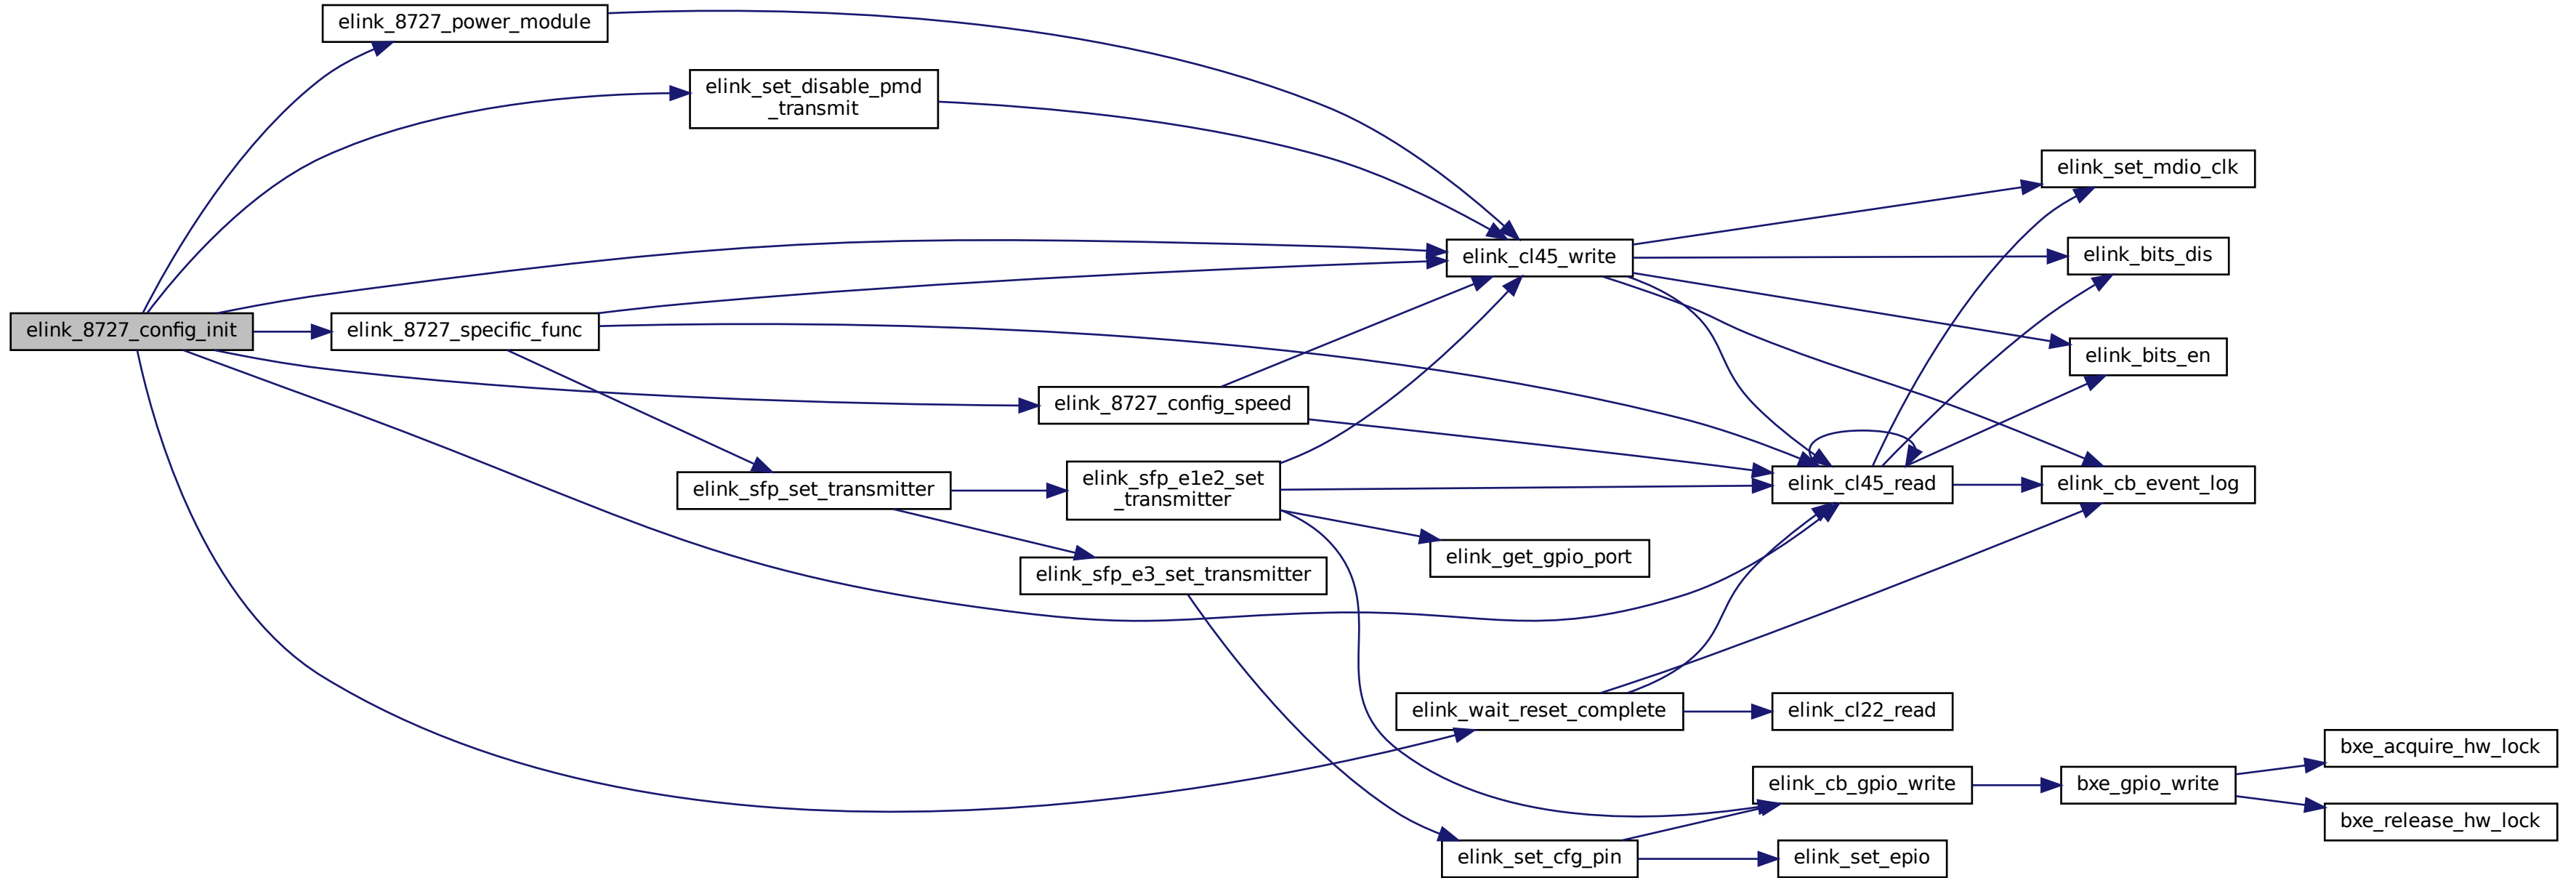 elink_8727_power_module
elink_set_disable_pmd
_transmit
elink_set_mdio_clk
elink_cl45_write
elink_bits_dis
elink_8727_config_init
elink_8727_specific_func
elink_bits_en
elink_8727_config_speed
elink_sfp_set_transmitter
elink_sfp_e1e2_set
_transmitter
elink_cl45_read
elink_cb_event_log
elink_get_gpio_port
elink_sfp_e3_set_transmitter
elink_wait_reset_complete
elink_cl22_read
bxe_acquire_hw_lock
elink_cb_gpio_write
bxe_gpio_write
bxe_release_hw_lock
elink_set_cfg_pin
elink_set_epio